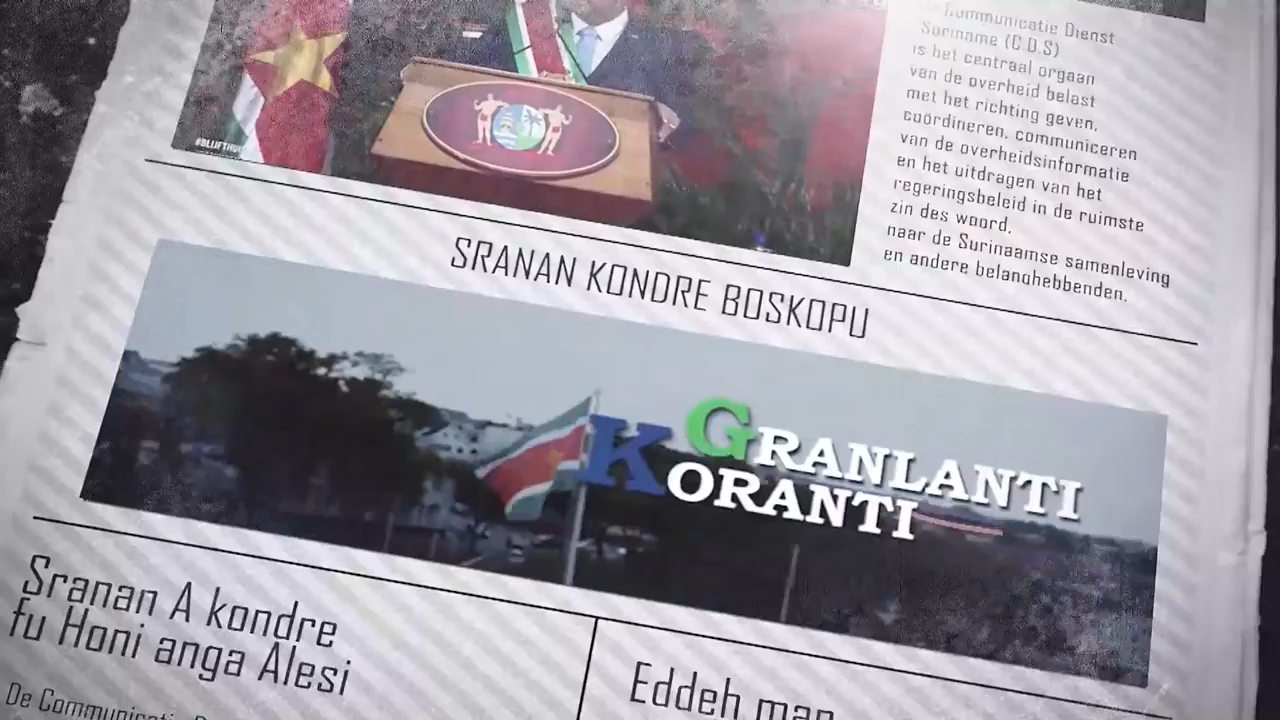 Communicatie Dienst
Suriname (C.D.S)
is het centraal orgaan
van de overheid belast
met het richting geven,
coördineren, communiceren
van de overheidsinformatie
en het uitdragen van het
regeringsbeleid in de ruimste
zin des woord,
naar de Surinaamse samenleving
en andere belanghebbenden.
SRANAN KONDRE BOSKOPU
GRANLANTI
KORANTI
Sranan A kondre
fu Honi anga Alesi
De
Eddeh man